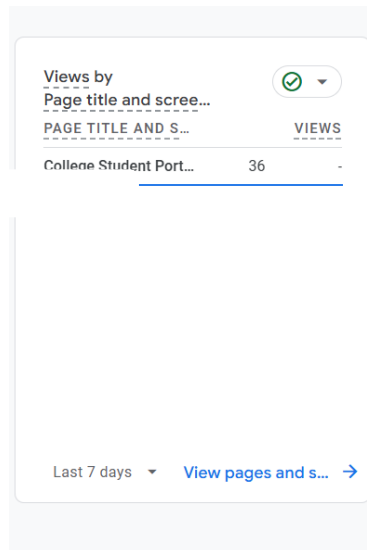 Views by
Page title and scree...
PAGE TITLE AND S... VIEWS
College Student Port... 36 -
Last 7 days View pages and s...